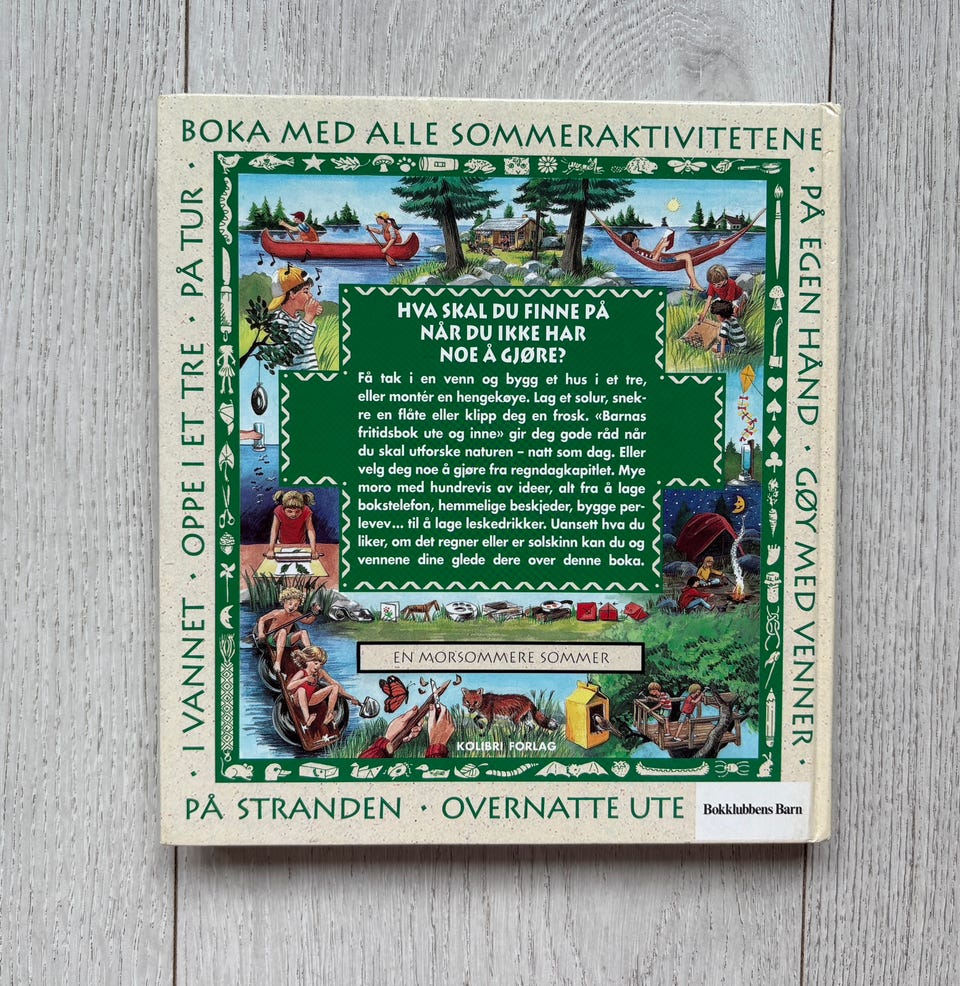 BOKA MED ALLE SOMMERAKTIVITETENE
· PÅ EGEN HÅND · GØY MED VENNER ·
· I VANNET · OPPE I ET TRE · PÅ TUR ·
HVA SKAL DU FINNE PÅ
NÅR DU IKKE HAR
NOE Å GJØRE?
Få tak i en venn og bygg et hus i et tre,
eller montér en hengekøye. Lag et solur, snek-
re en flåte eller klipp deg en frosk. «Barnas
fritidsbok ute og inne» gir deg gode råd når
du skal utforske naturen – natt som dag. Eller
velg deg noe å gjøre fra regndagkapitlet. Mye
moro med hundrevis av ideer, alt fra å lage
bokstelefon, hemmelige beskjeder, bygge per-
levev... til å lage leskedrikker. Uansett hva du
liker, om det regner eller er solskinn kan du og
vennene dine glede dere over denne boka.
EN MORSOMMERE SOMMER
KOLIBRI FORLAG
PÅ STRANDEN · OVERNATTE UTE
Bokklubbens Barn